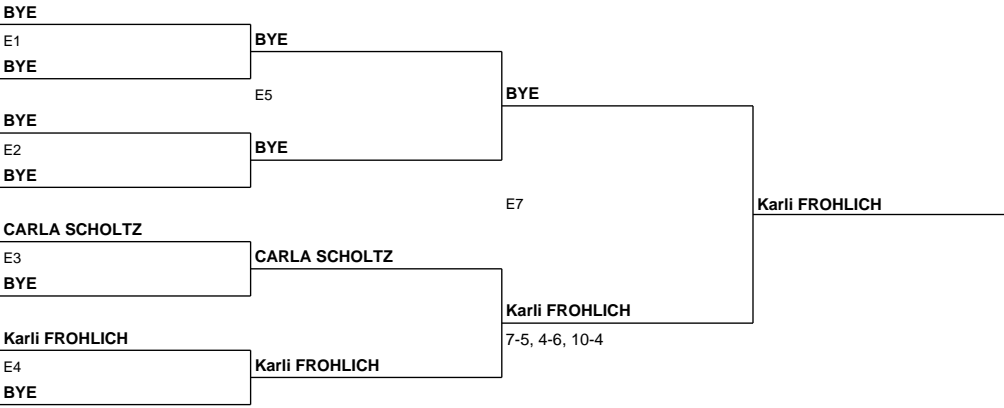 BYE
E1
BYE
BYE
E5
BYE
BYE
E2
BYE
BYE
E7
Karli FROHLICH
CARLA SCHOLTZ
E3
CARLA SCHOLTZ
BYE
Karli FROHLICH
Karli FROHLICH
7-5, 4-6, 10-4
E4
Karli FROHLICH
BYE